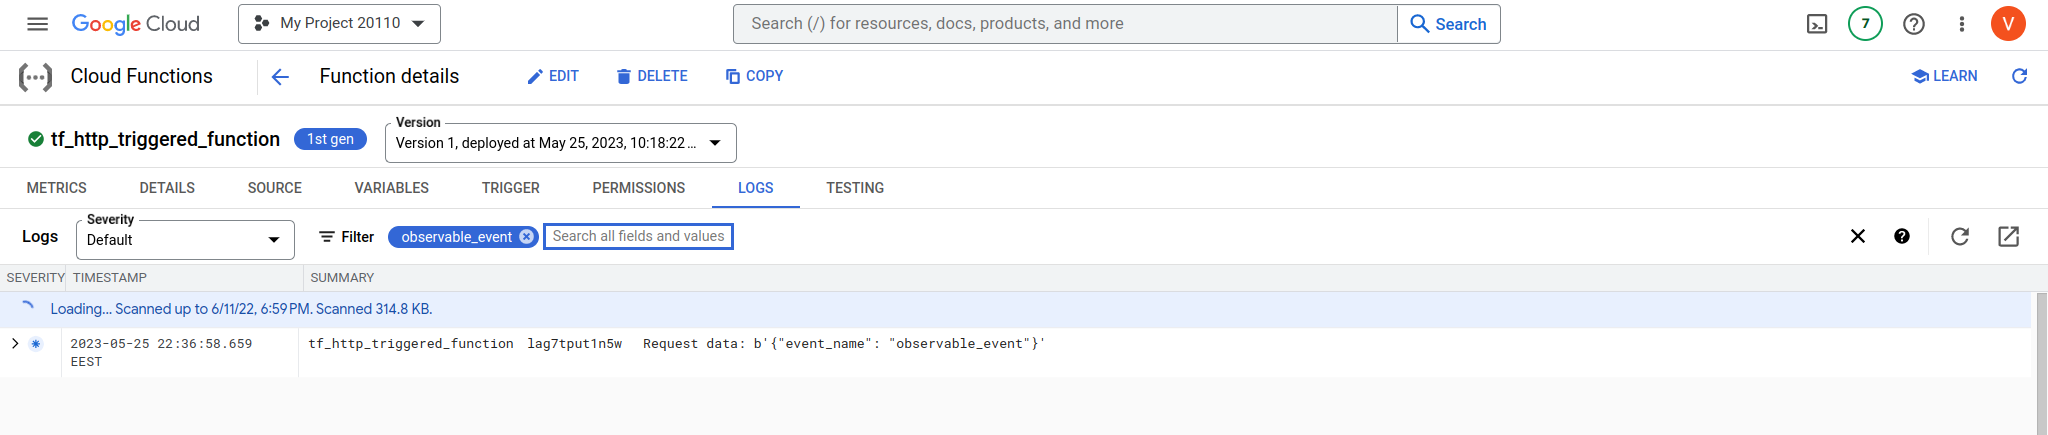 Google Cloud My Project 20110 Search (/) for resources, docs, products, and more Search 7 V
Cloud Functions Function details EDIT DELETE COPY LEARN
tf_http_triggered_function 1st gen Version Version 1, deployed at May 25, 2023, 10:18:22...
METRICS DETAILS SOURCE VARIABLES TRIGGER PERMISSIONS LOGS TESTING
Logs Severity Default Filter observable_event Search all fields and values
SEVERITY TIMESTAMP SUMMARY
Loading... Scanned up to 6/11/22, 6:59 PM. Scanned 314.8 KB.
2023-05-25 22:36:58.659 tf_http_triggered_function lag7tput1n5w Request data: b'{"event_name": "observable_event"}'
EEST